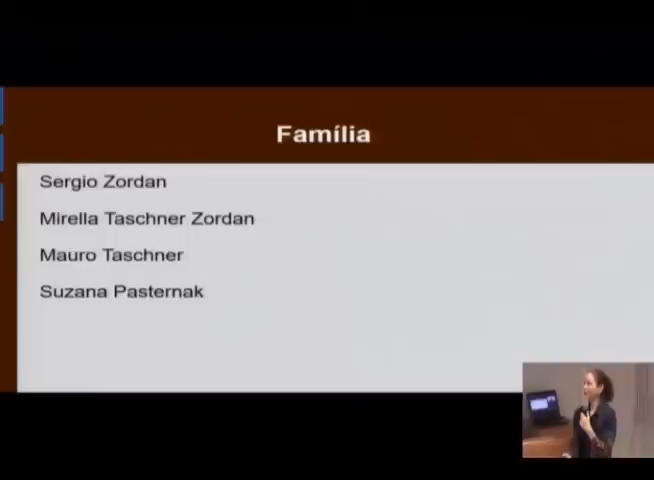 Família
Sergio Zordan
Mirella Taschner Zordan
Mauro Taschner
Suzana Pasternak